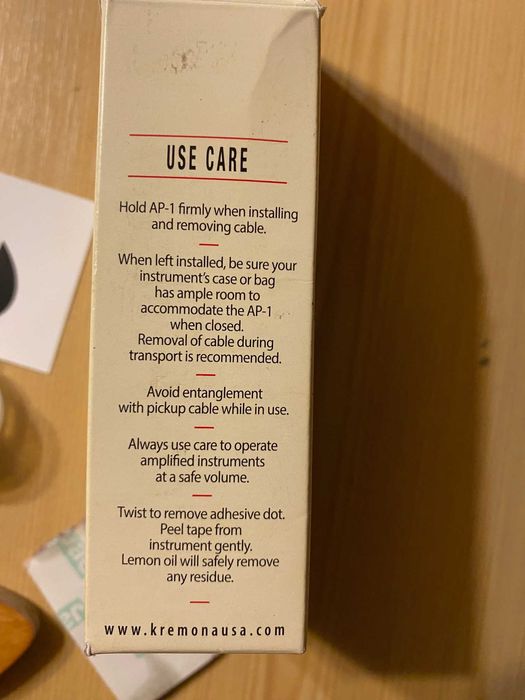 USE CARE
Hold AP-1 firmly when installing
and removing cable.
When left installed, be sure your
instrument's case or bag
has ample room to
accommodate the AP-1
when closed.
Removal of cable during
transport is recommended.
Avoid entanglement
with pickup cable while in use.
Always use care to operate
amplified instruments
at a safe volume.
Twist to remove adhesive dot.
Peel tape from
instrument gently.
Lemon oil will safely remove
any residue.
www.kremonausa.com